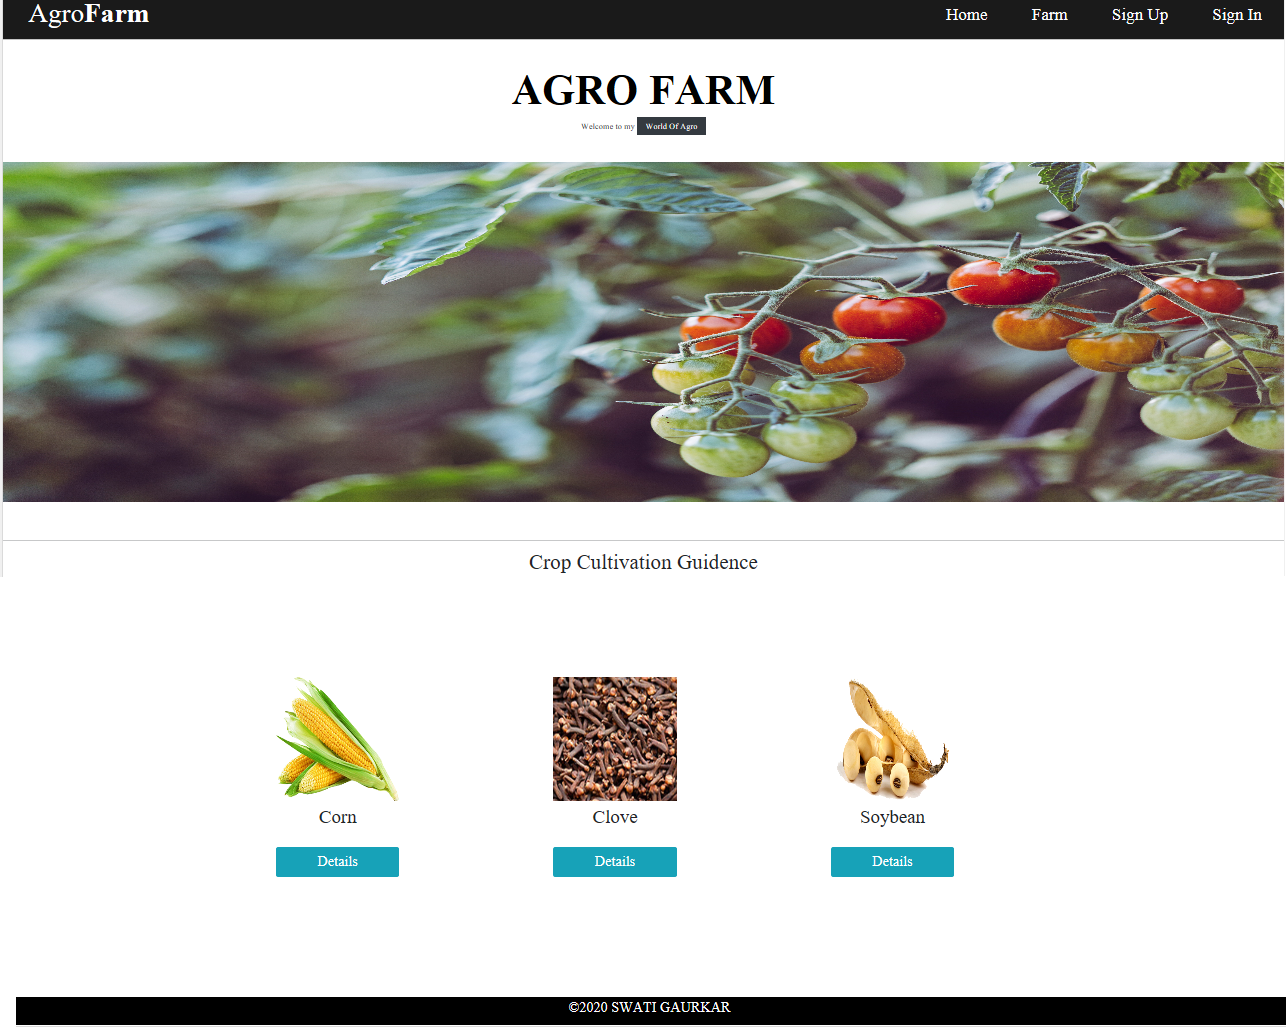 AgroFarm Home Farm Sign Up Sign In
AGRO FARM
Welcome to my World Of Agro
Crop Cultivation Guidence
Corn Clove Soybean
Details Details Details
©2020 SWATI GAURKAR